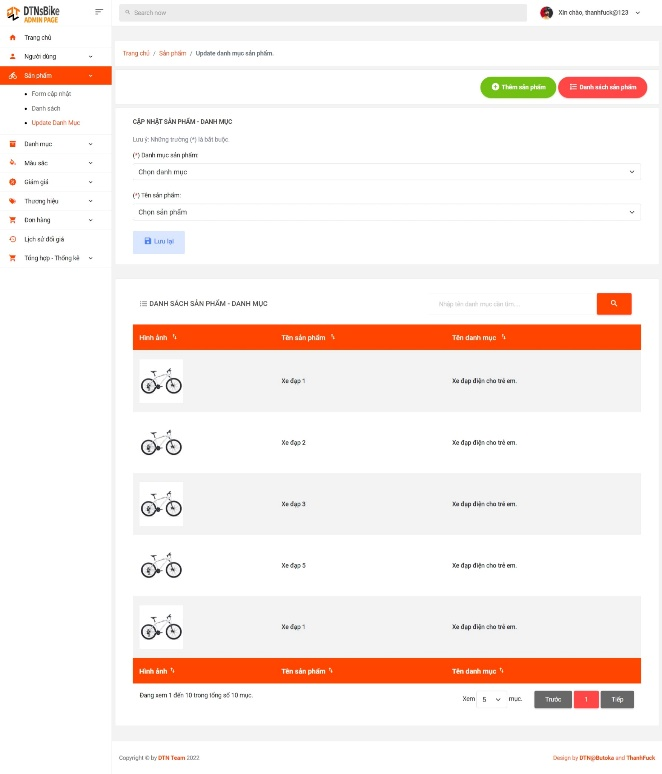 DTNsBike
ADMIN PAGE
Search now
Xin chào, thanhfuck@123
Trang chủ
Người dùng
Sản phẩm
Form cập nhật
Danh sách
Update Danh Mục
Danh mục
Màu sắc
Giảm giá
Thương hiệu
Đơn hàng
Lịch sử đổi giá
Tổng hợp - Thống kê
Trang chủ / Sản phẩm / Update danh mục sản phẩm.
Thêm sản phẩm
Danh sách sản phẩm
CẬP NHẬT SẢN PHẨM - DANH MỤC
Lưu ý: Những trường (*) là bắt buộc
(*) Danh mục sản phẩm:
Chọn danh mục
(*) Tên sản phẩm:
Chọn sản phẩm
Lưu lại
DANH SÁCH SẢN PHẨM - DANH MỤC
Nhập tên danh mục cần tìm...
Hình ảnh Tên sản phẩm Tên danh mục
Xe đạp 1 Xe đạp điện cho trẻ em.
Xe đạp 2 Xe đạp điện cho trẻ em.
Xe đạp 3 Xe đạp điện cho trẻ em.
Xe đạp 5 Xe đạp điện cho trẻ em.
Xe đạp 1 Xe đạp điện cho trẻ em.
Hình ảnh Tên sản phẩm Tên danh mục
Đang xem 1 đến 10 trong tổng số 10 mục.
Xem 5 mục.
Trước 1 Tiếp
Copyright © by DTN Team 2022
Design by DTN@Butoka and ThanhFuck